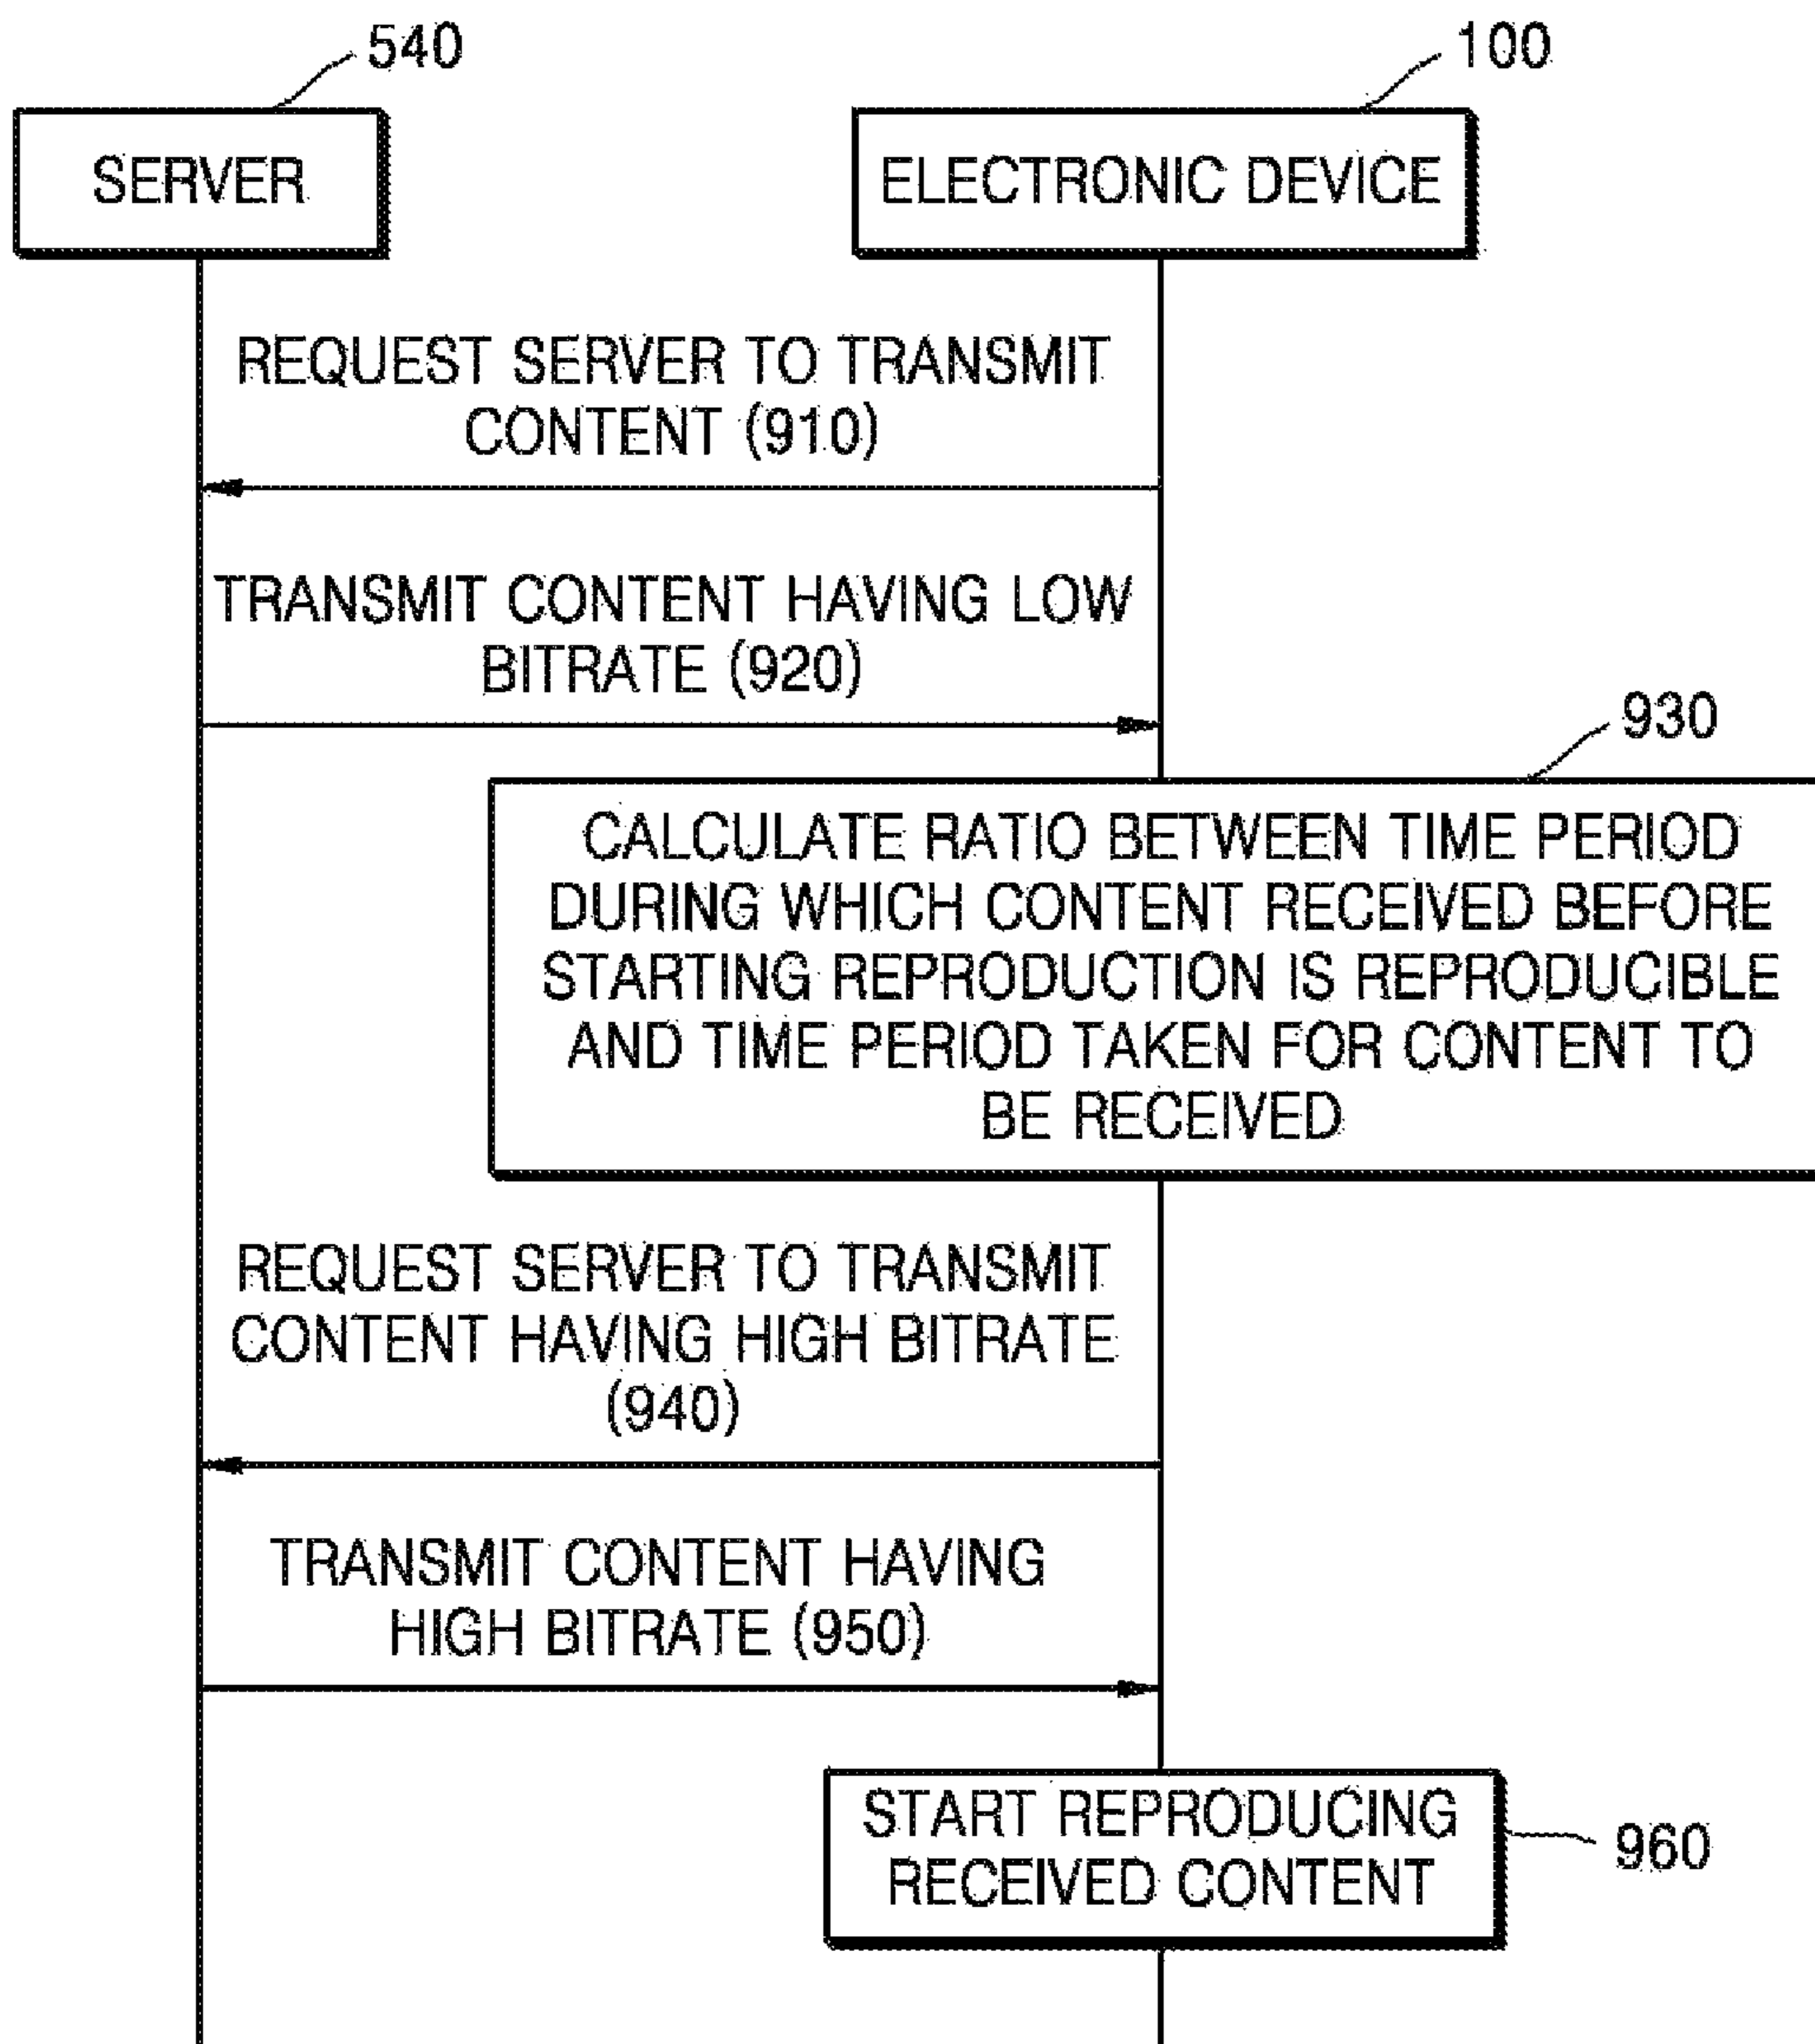 540
100
SERVER
ELECTRONIC DEVICE
REQUEST SERVER TO TRANSMIT
CONTENT (910)
TRANSMIT CONTENT HAVING LOW
BITRATE (920)
930
CALCULATE RATIO BETWEEN TIME PERIOD
DURING WHICH CONTENT RECEIVED BEFORE
STARTING REPRODUCTION IS REPRODUCIBLE
AND TIME PERIOD TAKEN FOR CONTENT TO
BE RECEIVED
REQUEST SERVER TO TRANSMIT
CONTENT HAVING HIGH BITRATE
(940)
TRANSMIT CONTENT HAVING
HIGH BITRATE (950)
START REPRODUCING
RECEIVED CONTENT
960